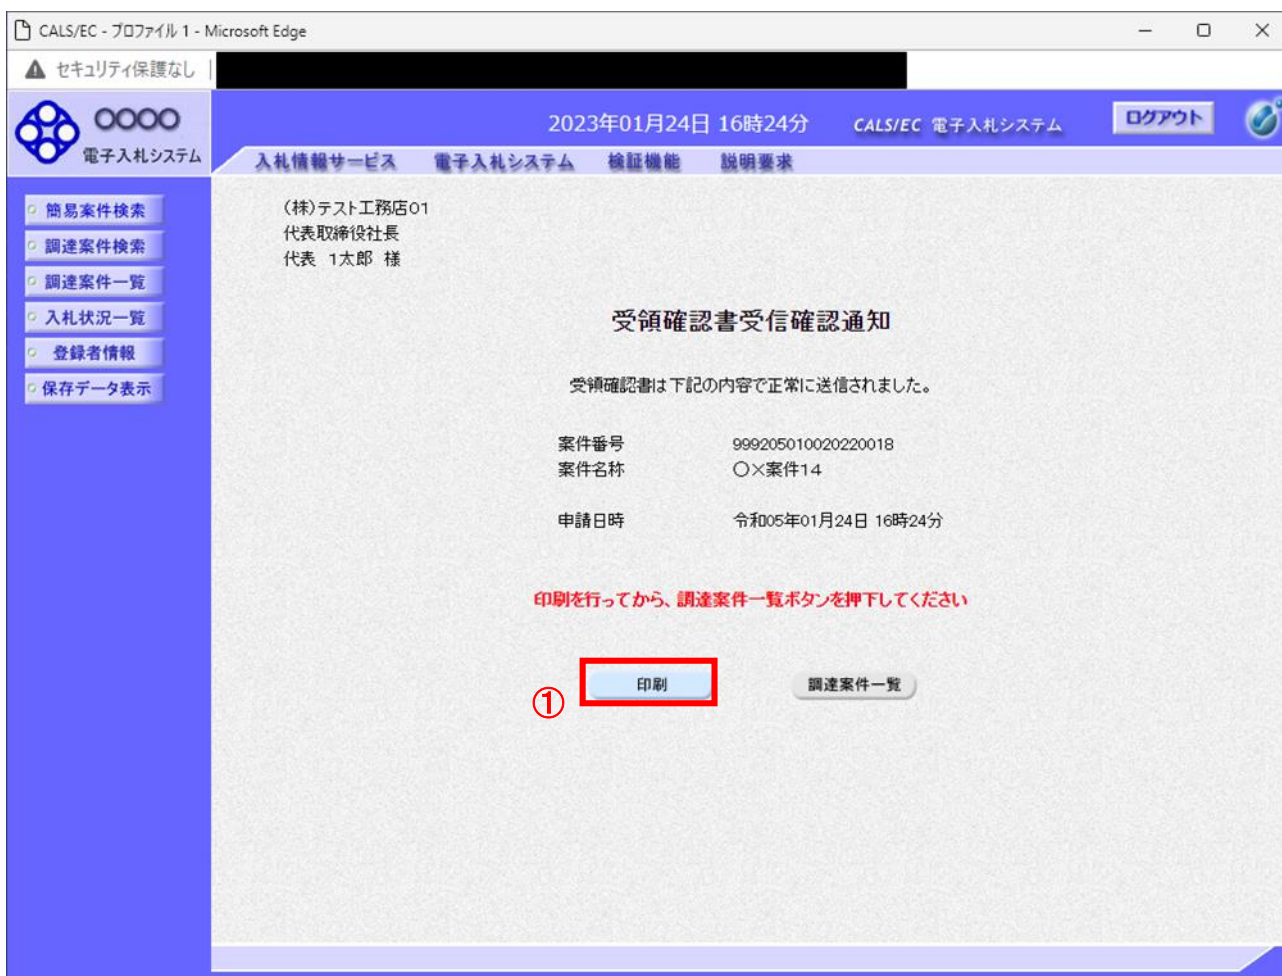 CALS/EC - プロファイル 1 - Microsoft Edge
セキュリティ保護なし
〇〇〇〇
電子入札システム
2023年01月24日 16時24分
CALS/EC 電子入札システム
ログアウト
入札情報サービス 電子入札システム 検証機能 説明要求
簡易案件検索
調達案件検索
調達案件一覧
入札状況一覧
登録者情報
保存データ表示
(株)テスト工務店01
代表取締役社長
代表 1太郎 様
受領確認書受信確認通知
受領確認書は下記の内容で正常に送信されました。
案件番号 999205010020220018
案件名称 〇×案件14
申請日時 令和05年01月24日 16時24分
印刷を行ってから、調達案件一覧ボタンを押下してください
① 印刷 調達案件一覧